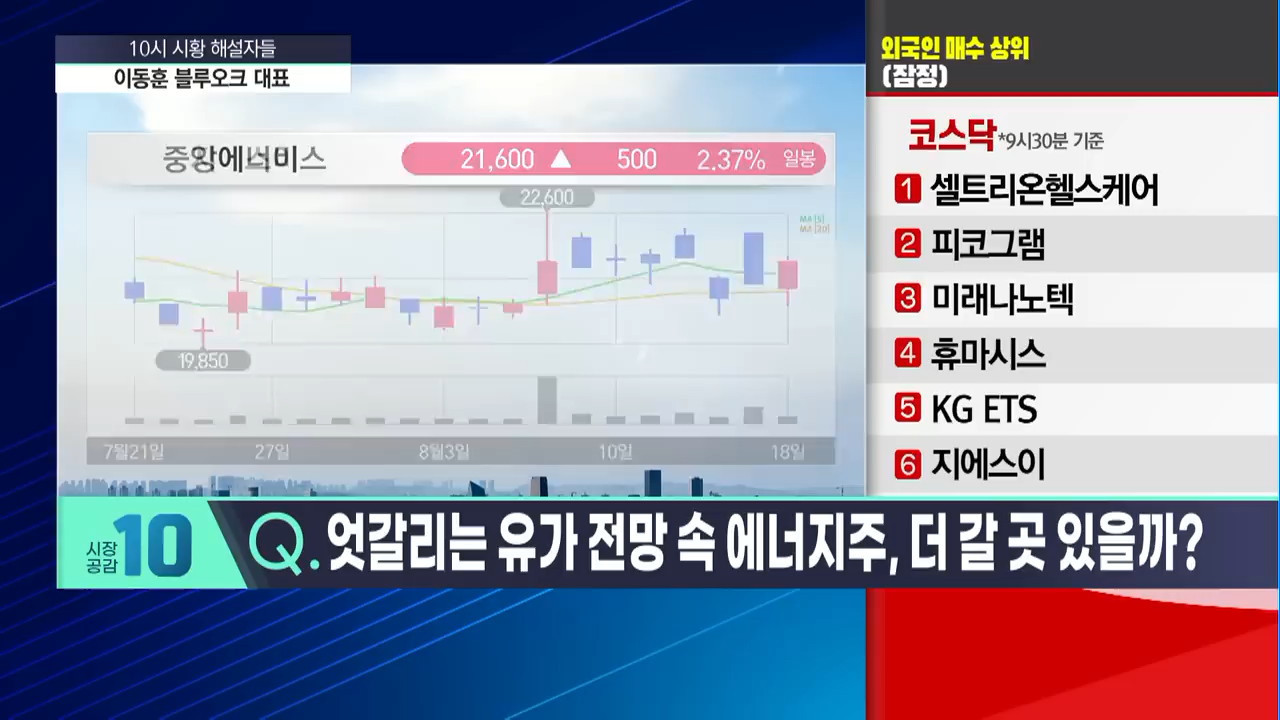 10시 시황 해설자들
이동훈 블루오크 대표
21,600 ▲ 500 2.37% 일봉
22,600
MA [5]
MA [20]
19,850
7월21일 27일 8월3일 10일 18일
시장
공감
10
Q. 엇갈리는 유가 전망 속 에너지주, 더 갈 곳 있을까?
외국인 매수 상위
(잠정)
코스닥 *9시30분 기준
1 셀트리온헬스케어
2 피코그램
3 미래나노텍
4 휴마시스
5 KG ETS
6 지에스이